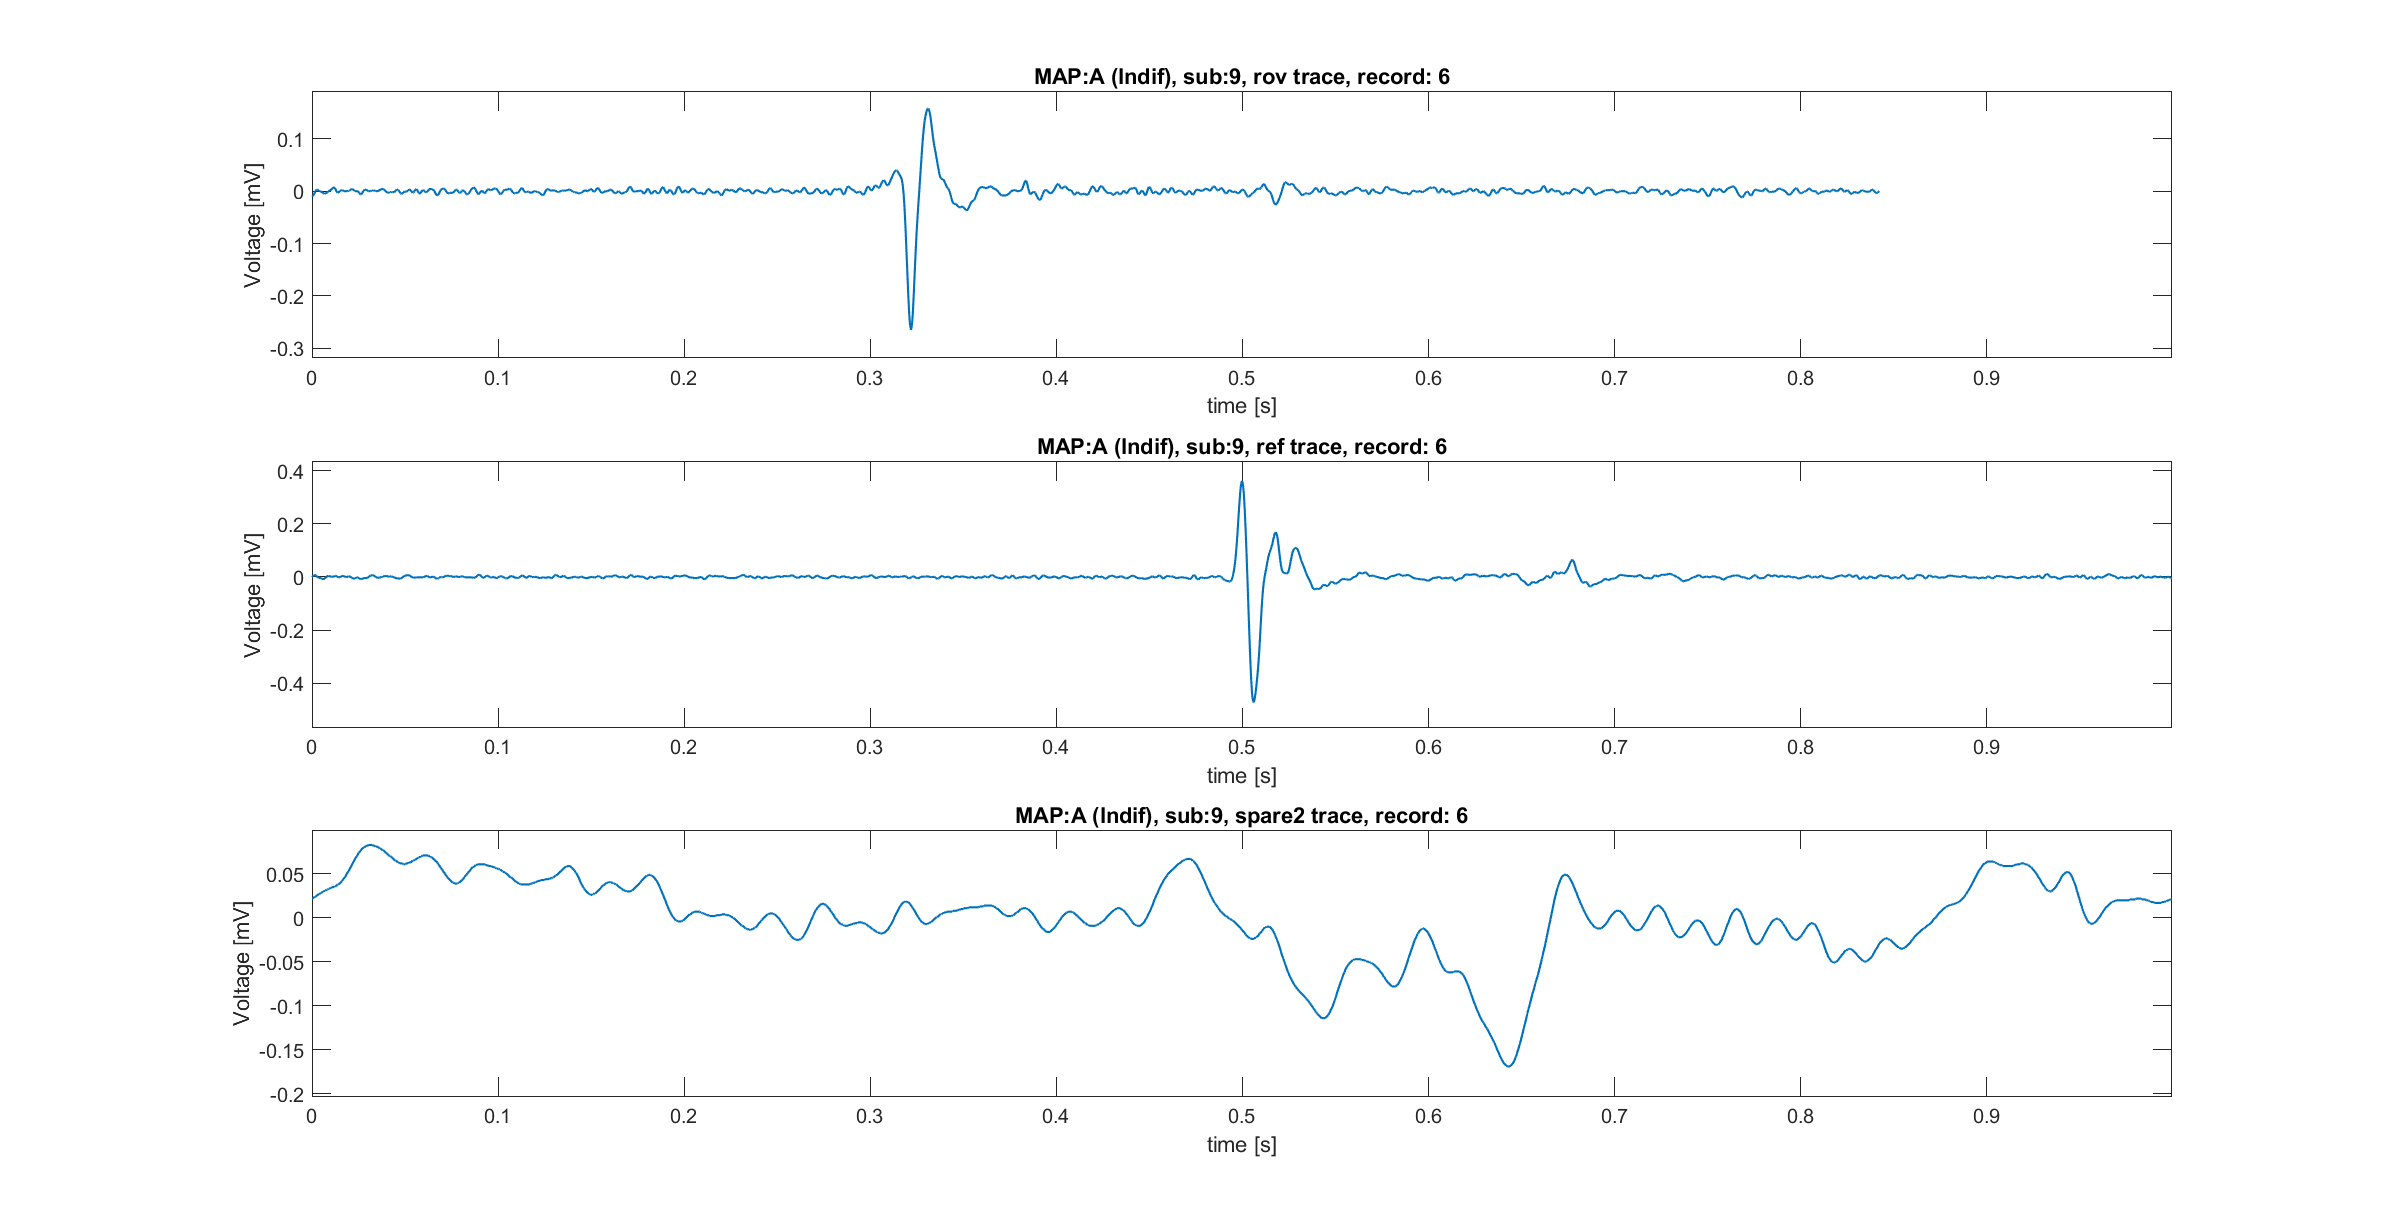 MAP:A (Indif), sub:9, rov trace, record: 6
Voltage [mV]
0.1
0
-0.1
-0.2
-0.3
0 0.1 0.2 0.3 0.4 0.5 0.6 0.7 0.8 0.9
time [s]
MAP:A (Indif), sub:9, ref trace, record: 6
Voltage [mV]
0.4
0.2
0
-0.2
-0.4
0 0.1 0.2 0.3 0.4 0.5 0.6 0.7 0.8 0.9
time [s]
MAP:A (Indif), sub:9, spare2 trace, record: 6
Voltage [mV]
0.05
0
-0.05
-0.1
-0.15
-0.2
0 0.1 0.2 0.3 0.4 0.5 0.6 0.7 0.8 0.9
time [s]